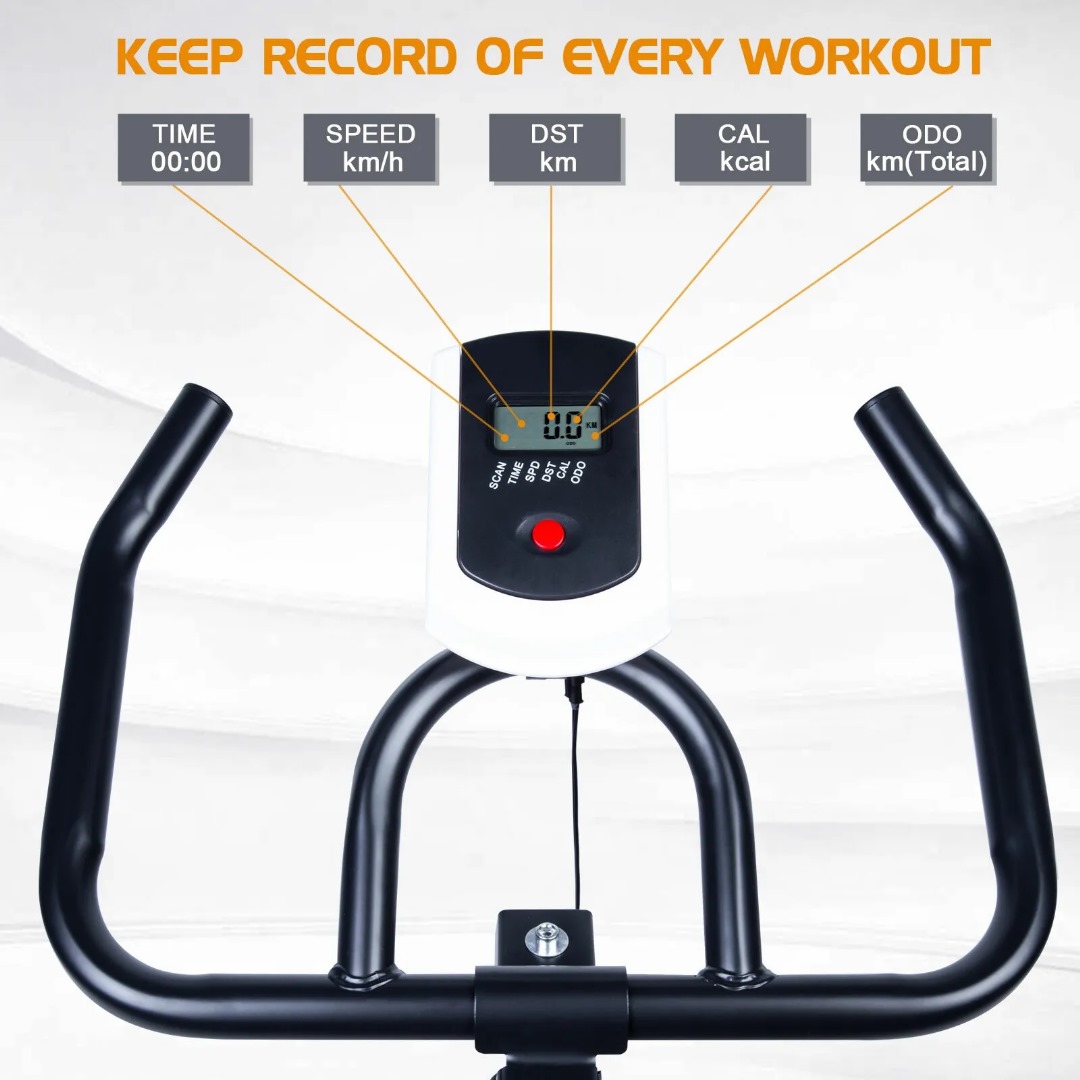 KEEP RECORD OF EVERY WORKOUT
TIME
00:00
SPEED
km/h
DST
km
CAL
kcal
ODO
km(Total)
0.0 KM
ODO
SCAN TIME SPD DST CAL ODO